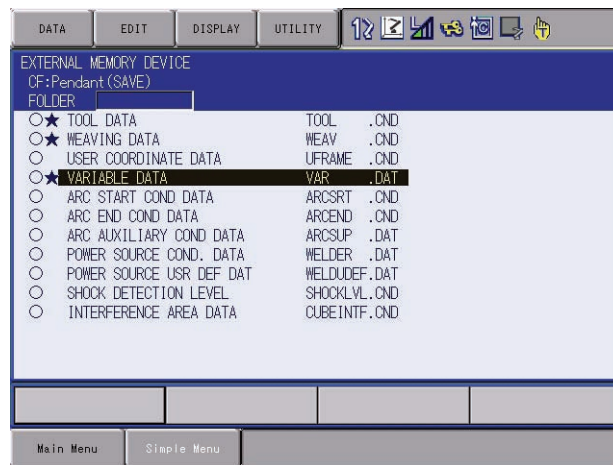 DATA EDIT DISPLAY UTILITY
EXTERNAL MEMORY DEVICE
CF:Pendant(SAVE)
FOLDER
○★ TOOL DATA TOOL .CND
○★ WEAVING DATA WEAV .CND
○ USER COORDINATE DATA UFRAME .CND
○★ VARIABLE DATA VAR .DAT
○ ARC START COND DATA ARCSRT .CND
○ ARC END COND DATA ARCEND .CND
○ ARC AUXILIARY COND DATA ARCSUP .DAT
○ POWER SOURCE COND. DATA WELDER .DAT
○ POWER SOURCE USR DEF DAT WELDUDEF.DAT
○ SHOCK DETECTION LEVEL SHOCKLVL.CND
○ INTERFERENCE AREA DATA CUBEINTF.CND
Main Menu Simple Menu